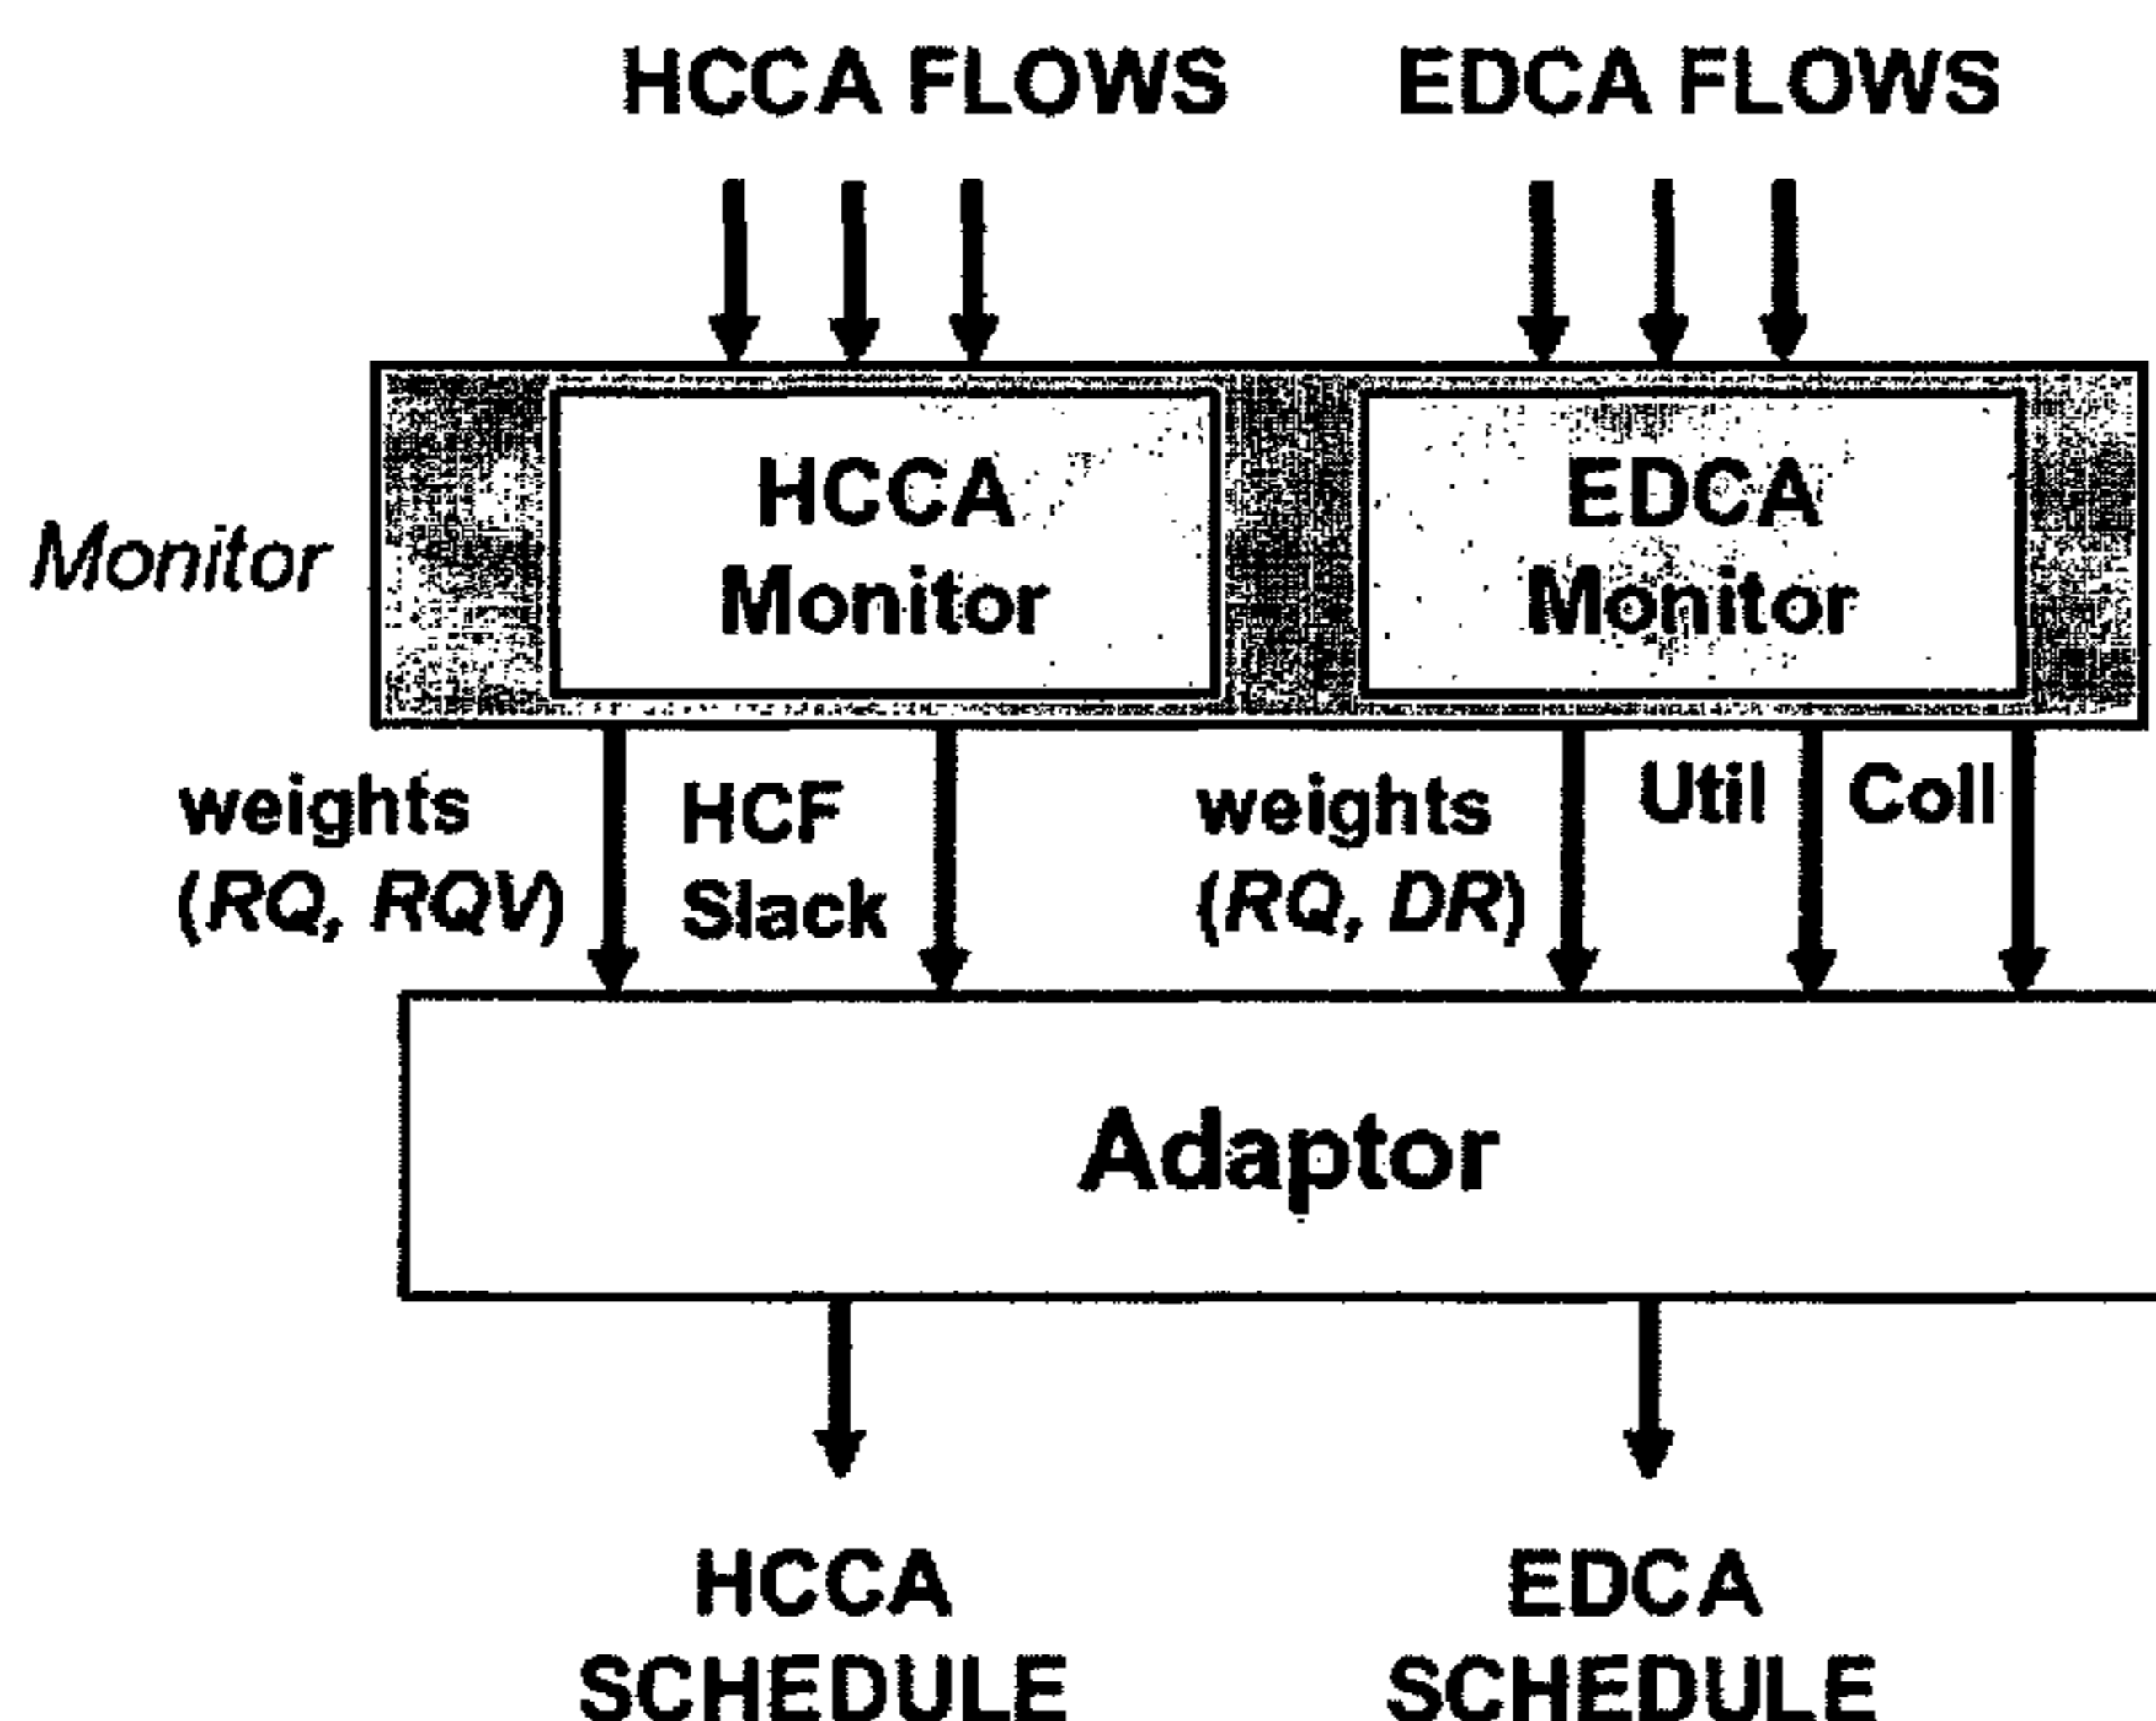 HCCA FLOWS EDCA FLOWS
Monitor
HCCA
Monitor
EDCA
Monitor
weights
(RQ, RQV)
HCF
Slack
weights
(RQ, DR)
Util
Coll
Adaptor
HCCA
SCHEDULE
EDCA
SCHEDULE